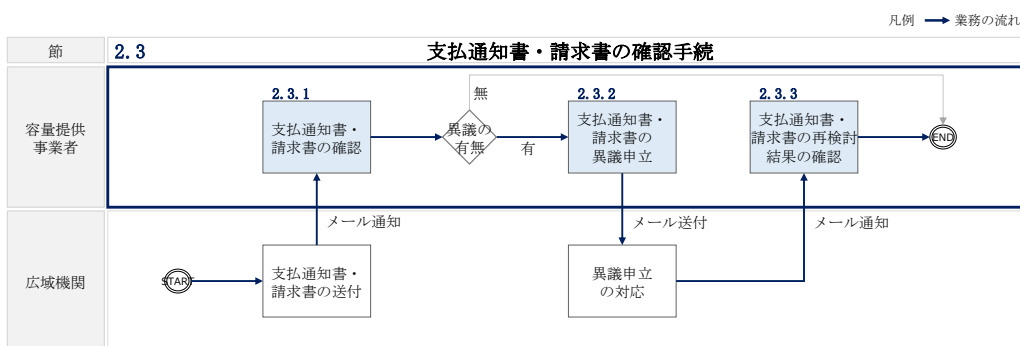 凡例 業務の流れ
節 2.3 支払通知書・請求書の確認手続
容量提供
事業者
2.3.1
支払通知書・
請求書の確認
異議の
有無
無
有
2.3.2
支払通知書・
請求書の
異議申立
2.3.3
支払通知書・
請求書の再検討
結果の確認
END
メール通知
メール送付
メール通知
広域機関
START
支払通知書・
請求書の送付
異議申立
の対応